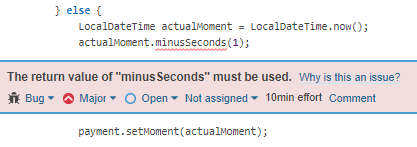 } else {
LocalDateTime actualMoment = LocalDateTime.now();
actualMoment.minusSeconds(1);
The return value of "minusSeconds" must be used. Why is this an issue?
Bug Major Open Not assigned 10min effort Comment
payment.setMoment(actualMoment);